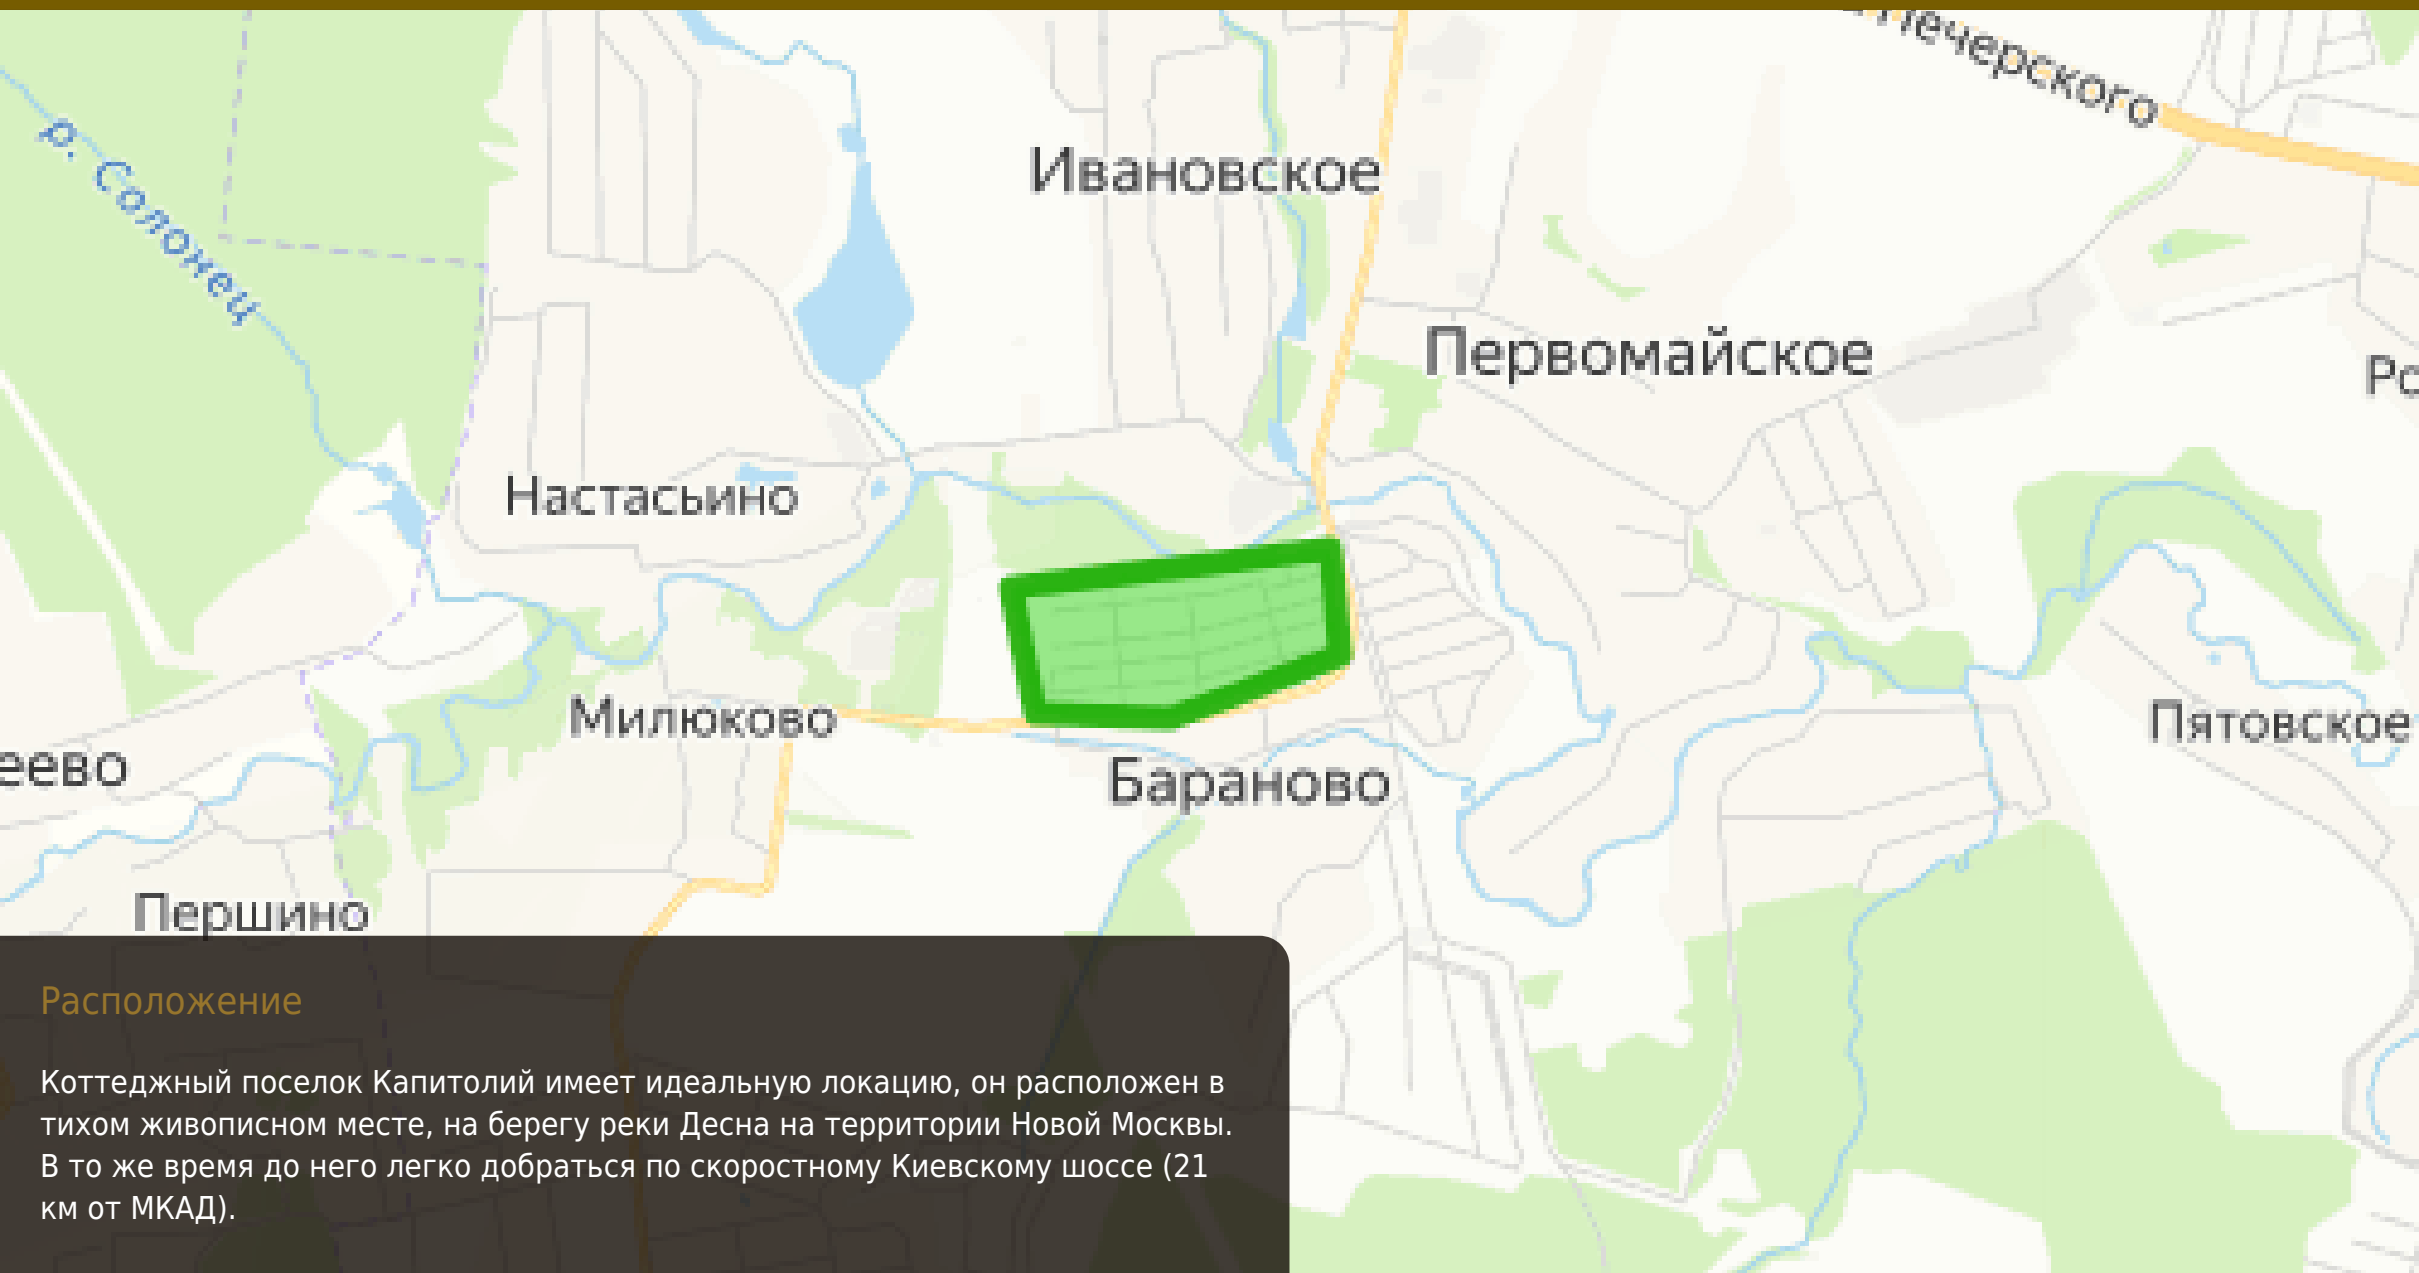 Печерского
р. Солонец
Ивановское
Первомайское
Настасьино
Милюково
Пятовское
Бараново
Першино
Расположение
Коттеджный поселок Капитолий имеет идеальную локацию, он расположен в
тихом живописном месте, на берегу реки Десна на территории Новой Москвы.
В то же время до него легко добраться по скоростному Киевскому шоссе (21
км от МКАД).